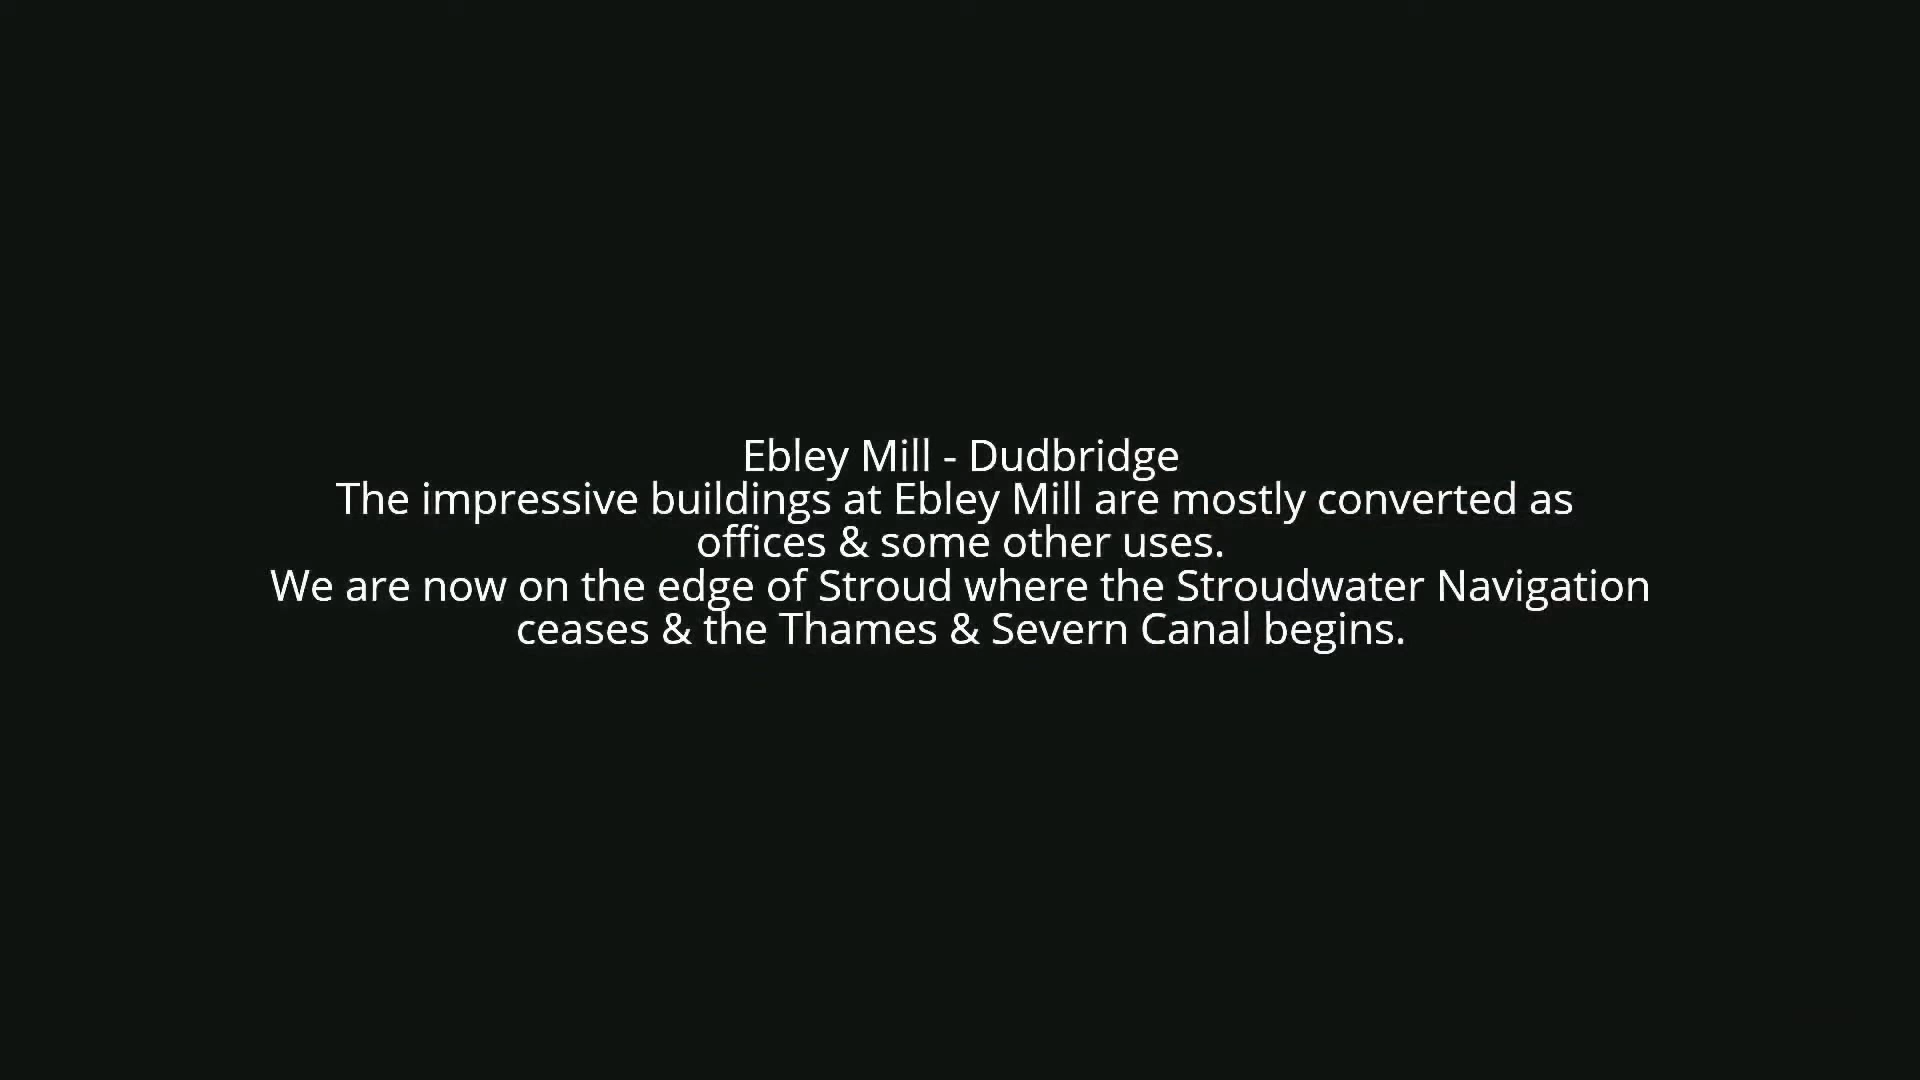 Ebley Mill - Dudbridge
The impressive buildings at Ebley Mill are mostly converted as
offices & some other uses.
We are now on the edge of Stroud where the Stroudwater Navigation
ceases & the Thames & Severn Canal begins.